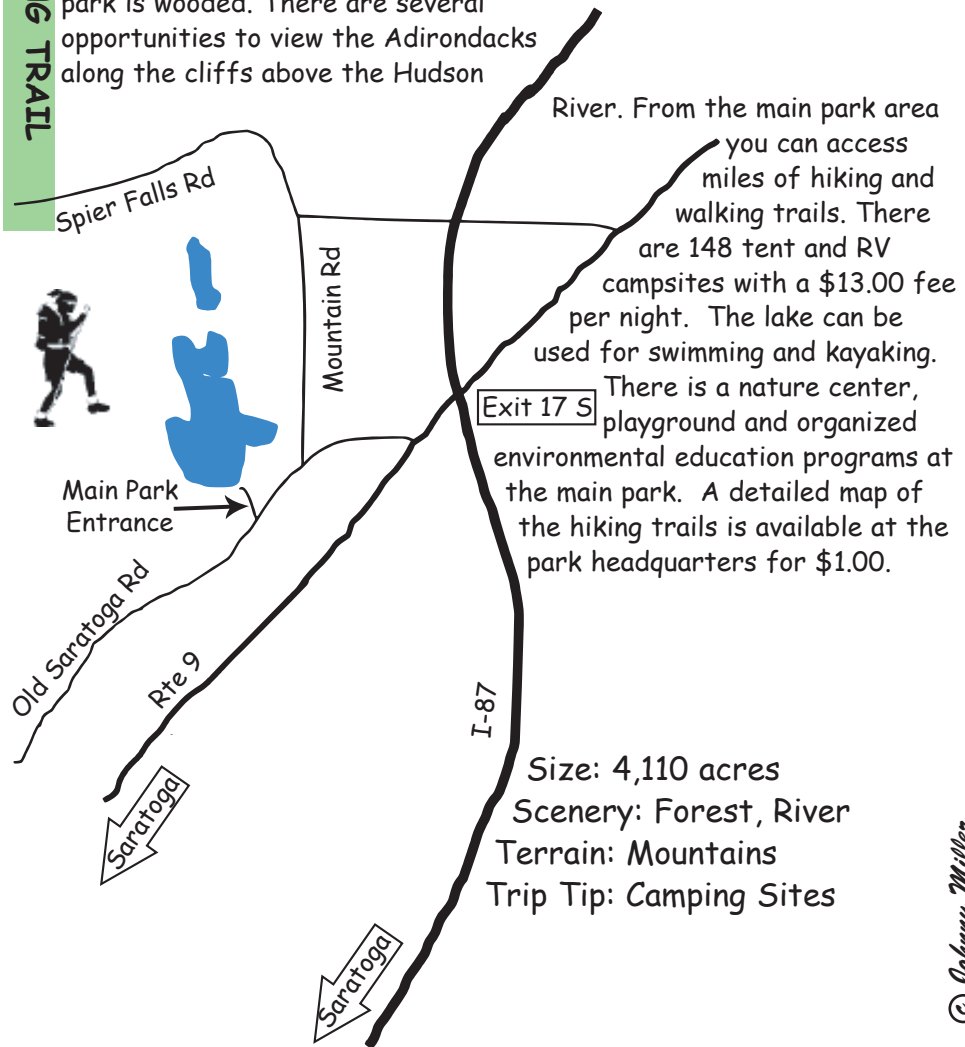 G TRAIL
park is wooded. There are several
opportunities to view the Adirondacks
along the cliffs above the Hudson
River. From the main park area
you can access
miles of hiking and
walking trails. There
are 148 tent and RV
campsites with a $13.00 fee
per night. The lake can be
used for swimming and kayaking.
There is a nature center,
playground and organized
environmental education programs at
the main park. A detailed map of
the hiking trails is available at the
park headquarters for $1.00.
Spier Falls Rd
Mountain Rd
Exit 17 S
Main Park
Entrance
Old Saratoga Rd
Rte 9
I-87
Saratoga
Saratoga
Size: 4,110 acres
Scenery: Forest, River
Terrain: Mountains
Trip Tip: Camping Sites
© Johnny Miller